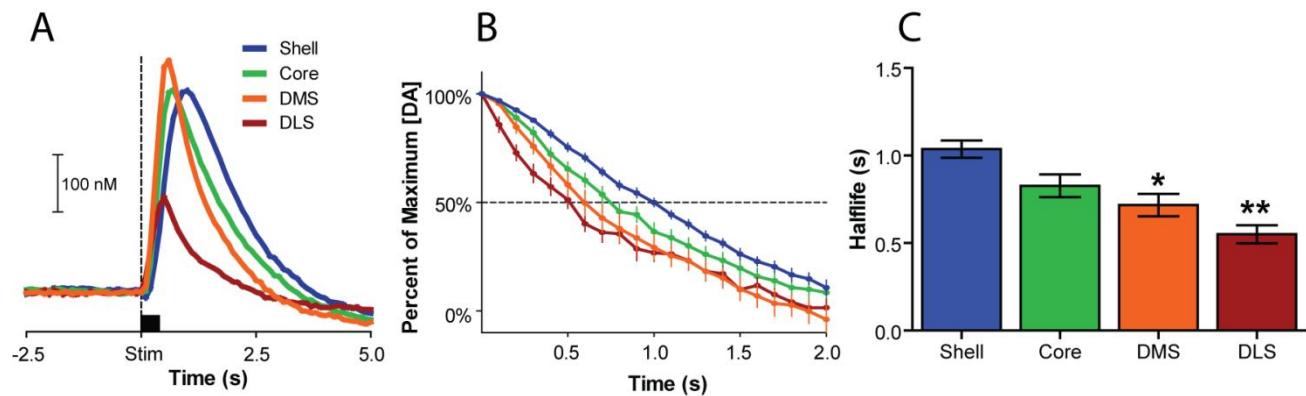 A
Shell
Core
DMS
DLS
100 nM
-2.5
Stim
2.5
5.0
Time (s)
B
Percent of Maximum [DA]
100%
50%
0%
0.5
1.0
1.5
2.0
Time (s)
C
Halflife (s)
1.5
1.0
0.5
0.0
*
**
Shell
Core
DMS
DLS